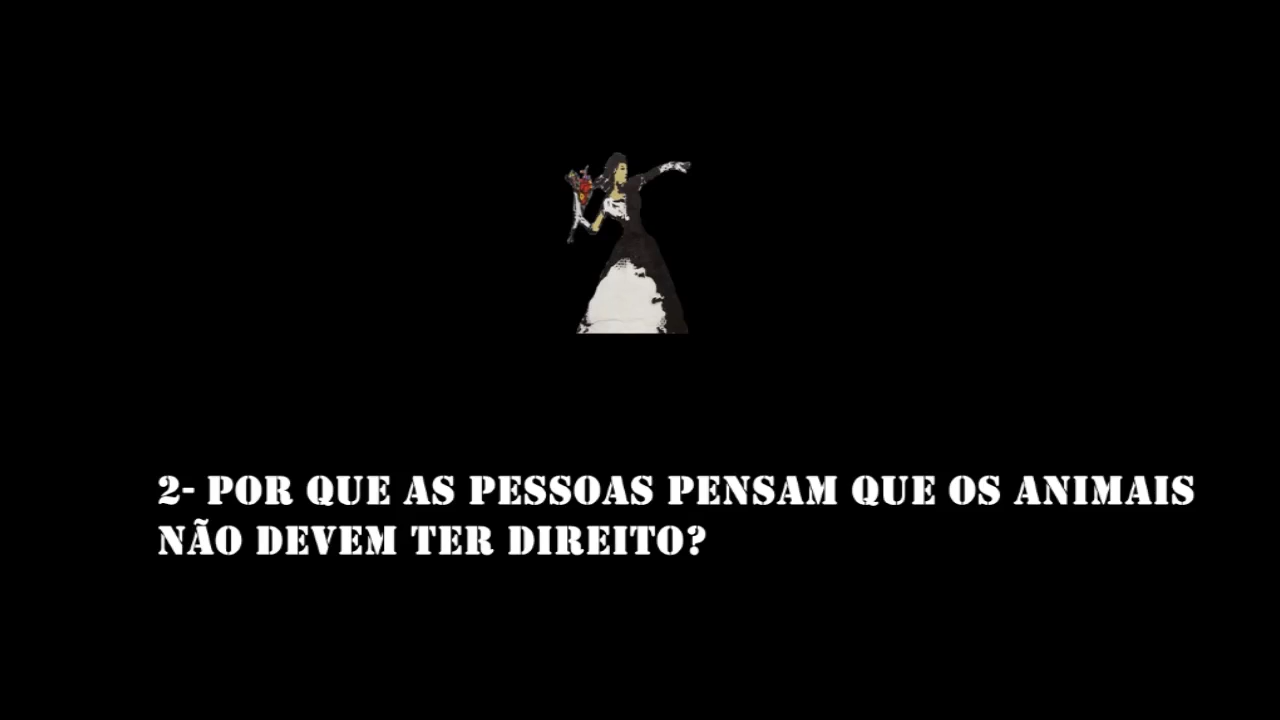 2- POR QUE AS PESSOAS PENSAM QUE OS ANIMAIS
NÃO DEVEM TER DIREITO?